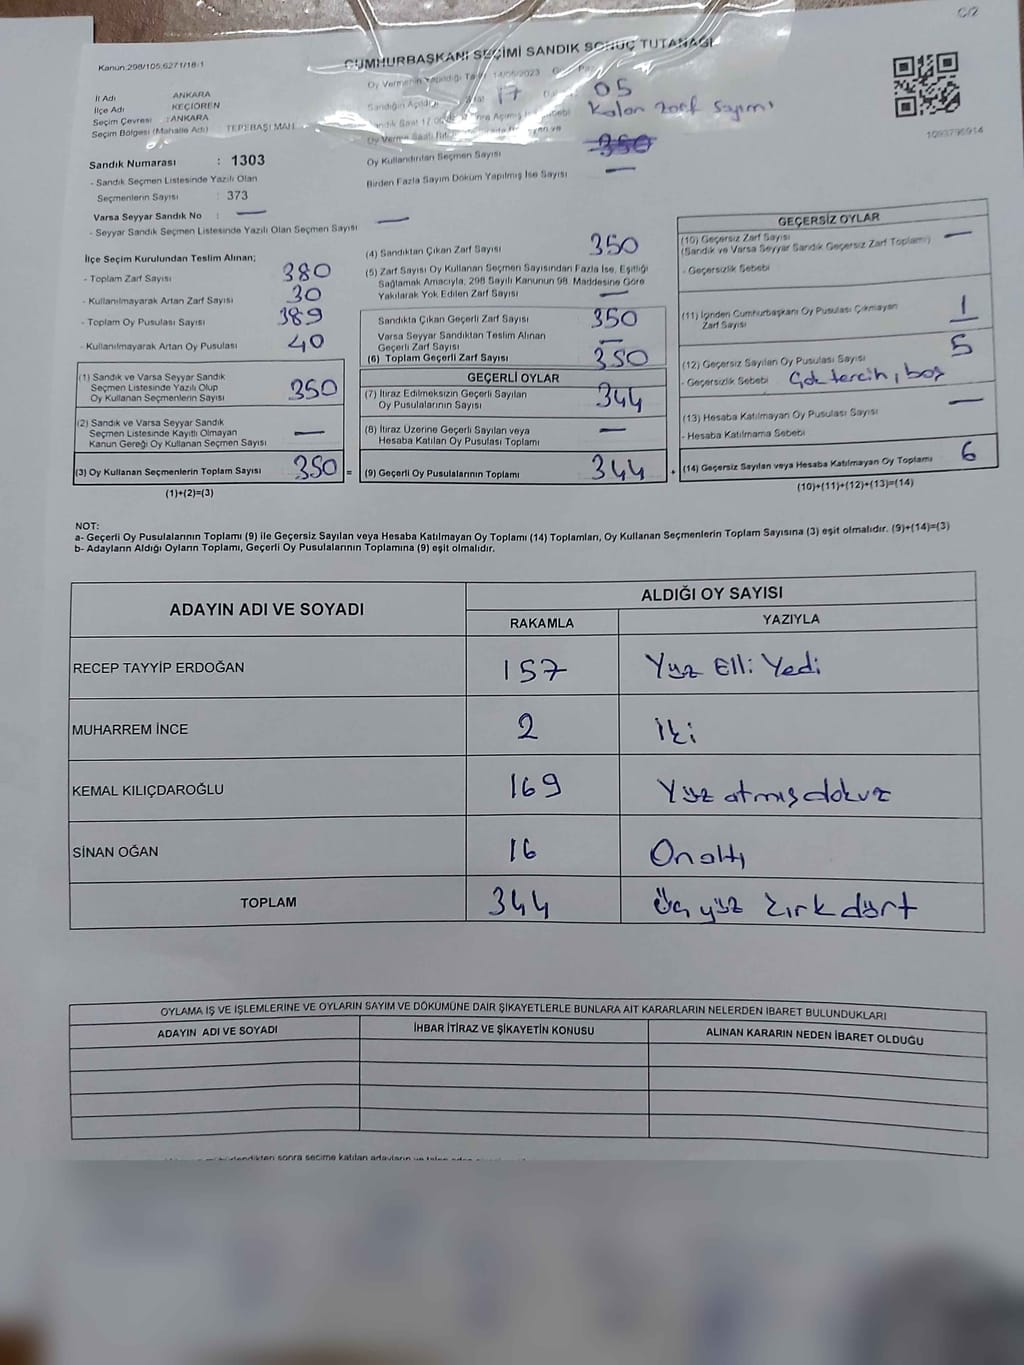 C/2
Kanun:298/105;6271/18-1
CUMHURBAŞKANI SEÇİMİ SANDIK SONUÇ TUTANAĞI
İl Adı ANKARA
İlçe Adı KEÇİÖREN
Seçim Çevresi : ANKARA
Seçim Bölgesi (Mahalle Adı) TEPEBAŞI MAH.
Oy Vermenin Yapıldığı 14/05/2023
Sandığın Açıldığı 17 05
Kalan zarf sayımı
1093796914
Sandık Numarası : 1303
- Sandık Seçmen Listesinde Yazılı Olan
Seçmenlerin Sayısı : 373
Varsa Seyyar Sandık No : —
- Seyyar Sandık Seçmen Listesinde Yazılı Olan Seçmen Sayısı —
Oy Kullandırılan Seçmen Sayısı 350
Birden Fazla Sayım Döküm Yapılmış İse Sayısı —
İlçe Seçim Kurulundan Teslim Alınan;
- Toplam Zarf Sayısı 380
- Kullanılmayarak Artan Zarf Sayısı 30
- Toplam Oy Pusulası Sayısı 389
- Kullanılmayarak Artan Oy Pusulası 40
(1) Sandık ve Varsa Seyyar Sandık
Seçmen Listesinde Yazılı Olup
Oy Kullanan Seçmenlerin Sayısı 350
(2) Sandık ve Varsa Seyyar Sandık
Seçmen Listesinde Kayıtlı Olmayan
Kanun Gereği Oy Kullanan Seçmen Sayısı —
(3) Oy Kullanan Seçmenlerin Toplam Sayısı 350 =
(1)+(2)=(3)
(4) Sandıktan Çıkan Zarf Sayısı 350
(5) Zarf Sayısı Oy Kullanan Seçmen Sayısından Fazla İse, Eşitliği
Sağlamak Amacıyla, 298 Sayılı Kanunun 98. Maddesine Göre
Yakılarak Yok Edilen Zarf Sayısı —
Sandıkta Çıkan Geçerli Zarf Sayısı 350
Varsa Seyyar Sandıktan Teslim Alınan
Geçerli Zarf Sayısı —
(6) Toplam Geçerli Zarf Sayısı 350
GEÇERLİ OYLAR
(7) İtiraz Edilmeksizin Geçerli Sayılan
Oy Pusulalarının Sayısı 344
(8) İtiraz Üzerine Geçerli Sayılan veya
Hesaba Katılan Oy Pusulası Toplamı —
(9) Geçerli Oy Pusulalarının Toplamı 344 +
GEÇERSİZ OYLAR
(10) Geçersiz Zarf Sayısı —
(Sandık ve Varsa Seyyar Sandık Geçersiz Zarf Toplamı)
- Geçersizlik Sebebi
(11) İçinden Cumhurbaşkanı Oy Pusulası Çıkmayan
Zarf Sayısı 1
(12) Geçersiz Sayılan Oy Pusulası Sayısı 5
- Geçersizlik Sebebi Çok tercih, boş
(13) Hesaba Katılmayan Oy Pusulası Sayısı —
- Hesaba Katılmama Sebebi
(14) Geçersiz Sayılan veya Hesaba Katılmayan Oy Toplamı 6
(10)+(11)+(12)+(13)=(14)
NOT:
a- Geçerli Oy Pusulalarının Toplamı (9) ile Geçersiz Sayılan veya Hesaba Katılmayan Oy Toplamı (14) Toplamları, Oy Kullanan Seçmenlerin Toplam Sayısına (3) eşit olmalıdır. (9)+(14)=(3)
b- Adayların Aldığı Oyların Toplamı, Geçerli Oy Pusulalarının Toplamına (9) eşit olmalıdır.
ADAYIN ADI VE SOYADI ALDIĞI OY SAYISI
RAKAMLA YAZIYLA
RECEP TAYYİP ERDOĞAN 157 Yüz Elli Yedi
MUHARREM İNCE 2 İki
KEMAL KILIÇDAROĞLU 169 Yüz atmış dokuz
SİNAN OĞAN 16 Onaltı
TOPLAM 344 Üç yüz kırk dört
OYLAMA İŞ VE İŞLEMLERİNE VE OYLARIN SAYIM VE DÖKÜMÜNE DAİR ŞİKAYETLERLE BUNLARA AİT KARARLARIN NELERDEN İBARET BULUNDUKLARI
ADAYIN ADI VE SOYADI İHBAR İTİRAZ VE ŞİKAYETİN KONUSU ALINAN KARARIN NEDEN İBARET OLDUĞU
sonra seçime katılan adayların